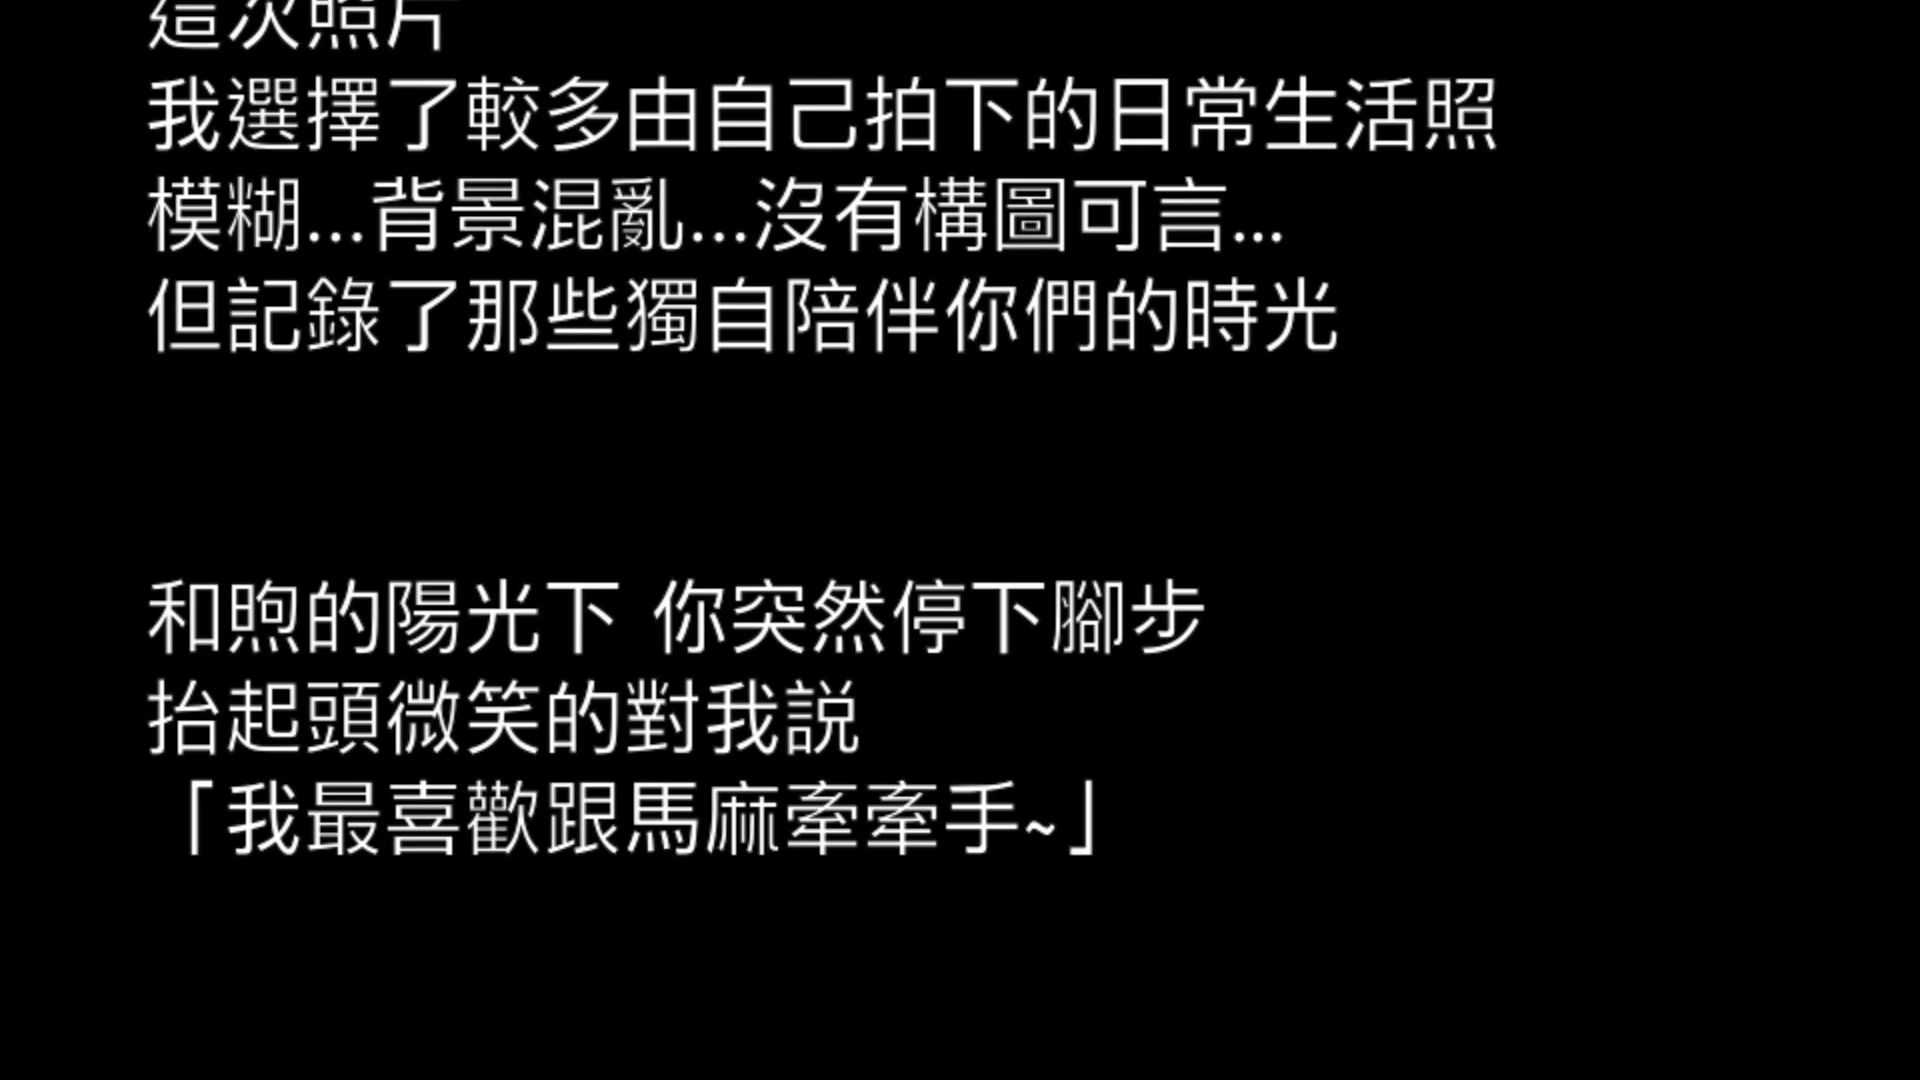 這次照片
我選擇了較多由自己拍下的日常生活照
模糊...背景混亂...沒有構圖可言...
但記錄了那些獨自陪伴你們的時光
和煦的陽光下 你突然停下腳步
抬起頭微笑的對我説
「我最喜歡跟馬麻牽牽手~」